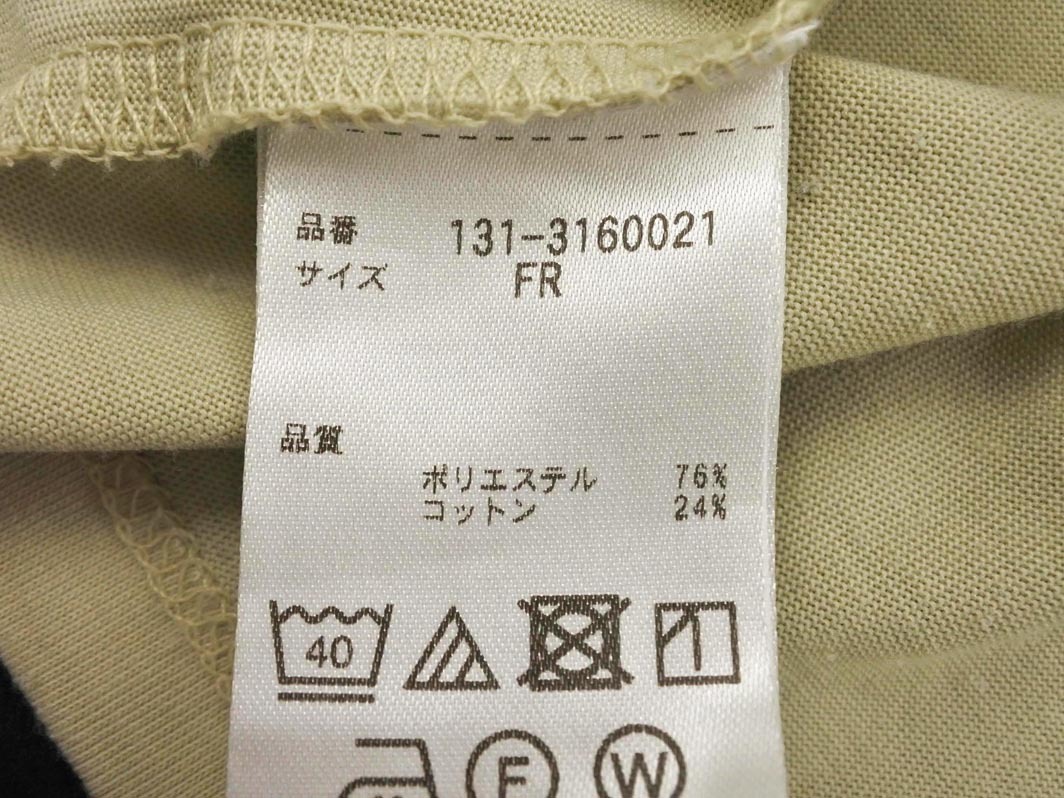 品番 131-3160021
サイズ FR
品質
ポリエステル 76%
コットン 24%
40
F W